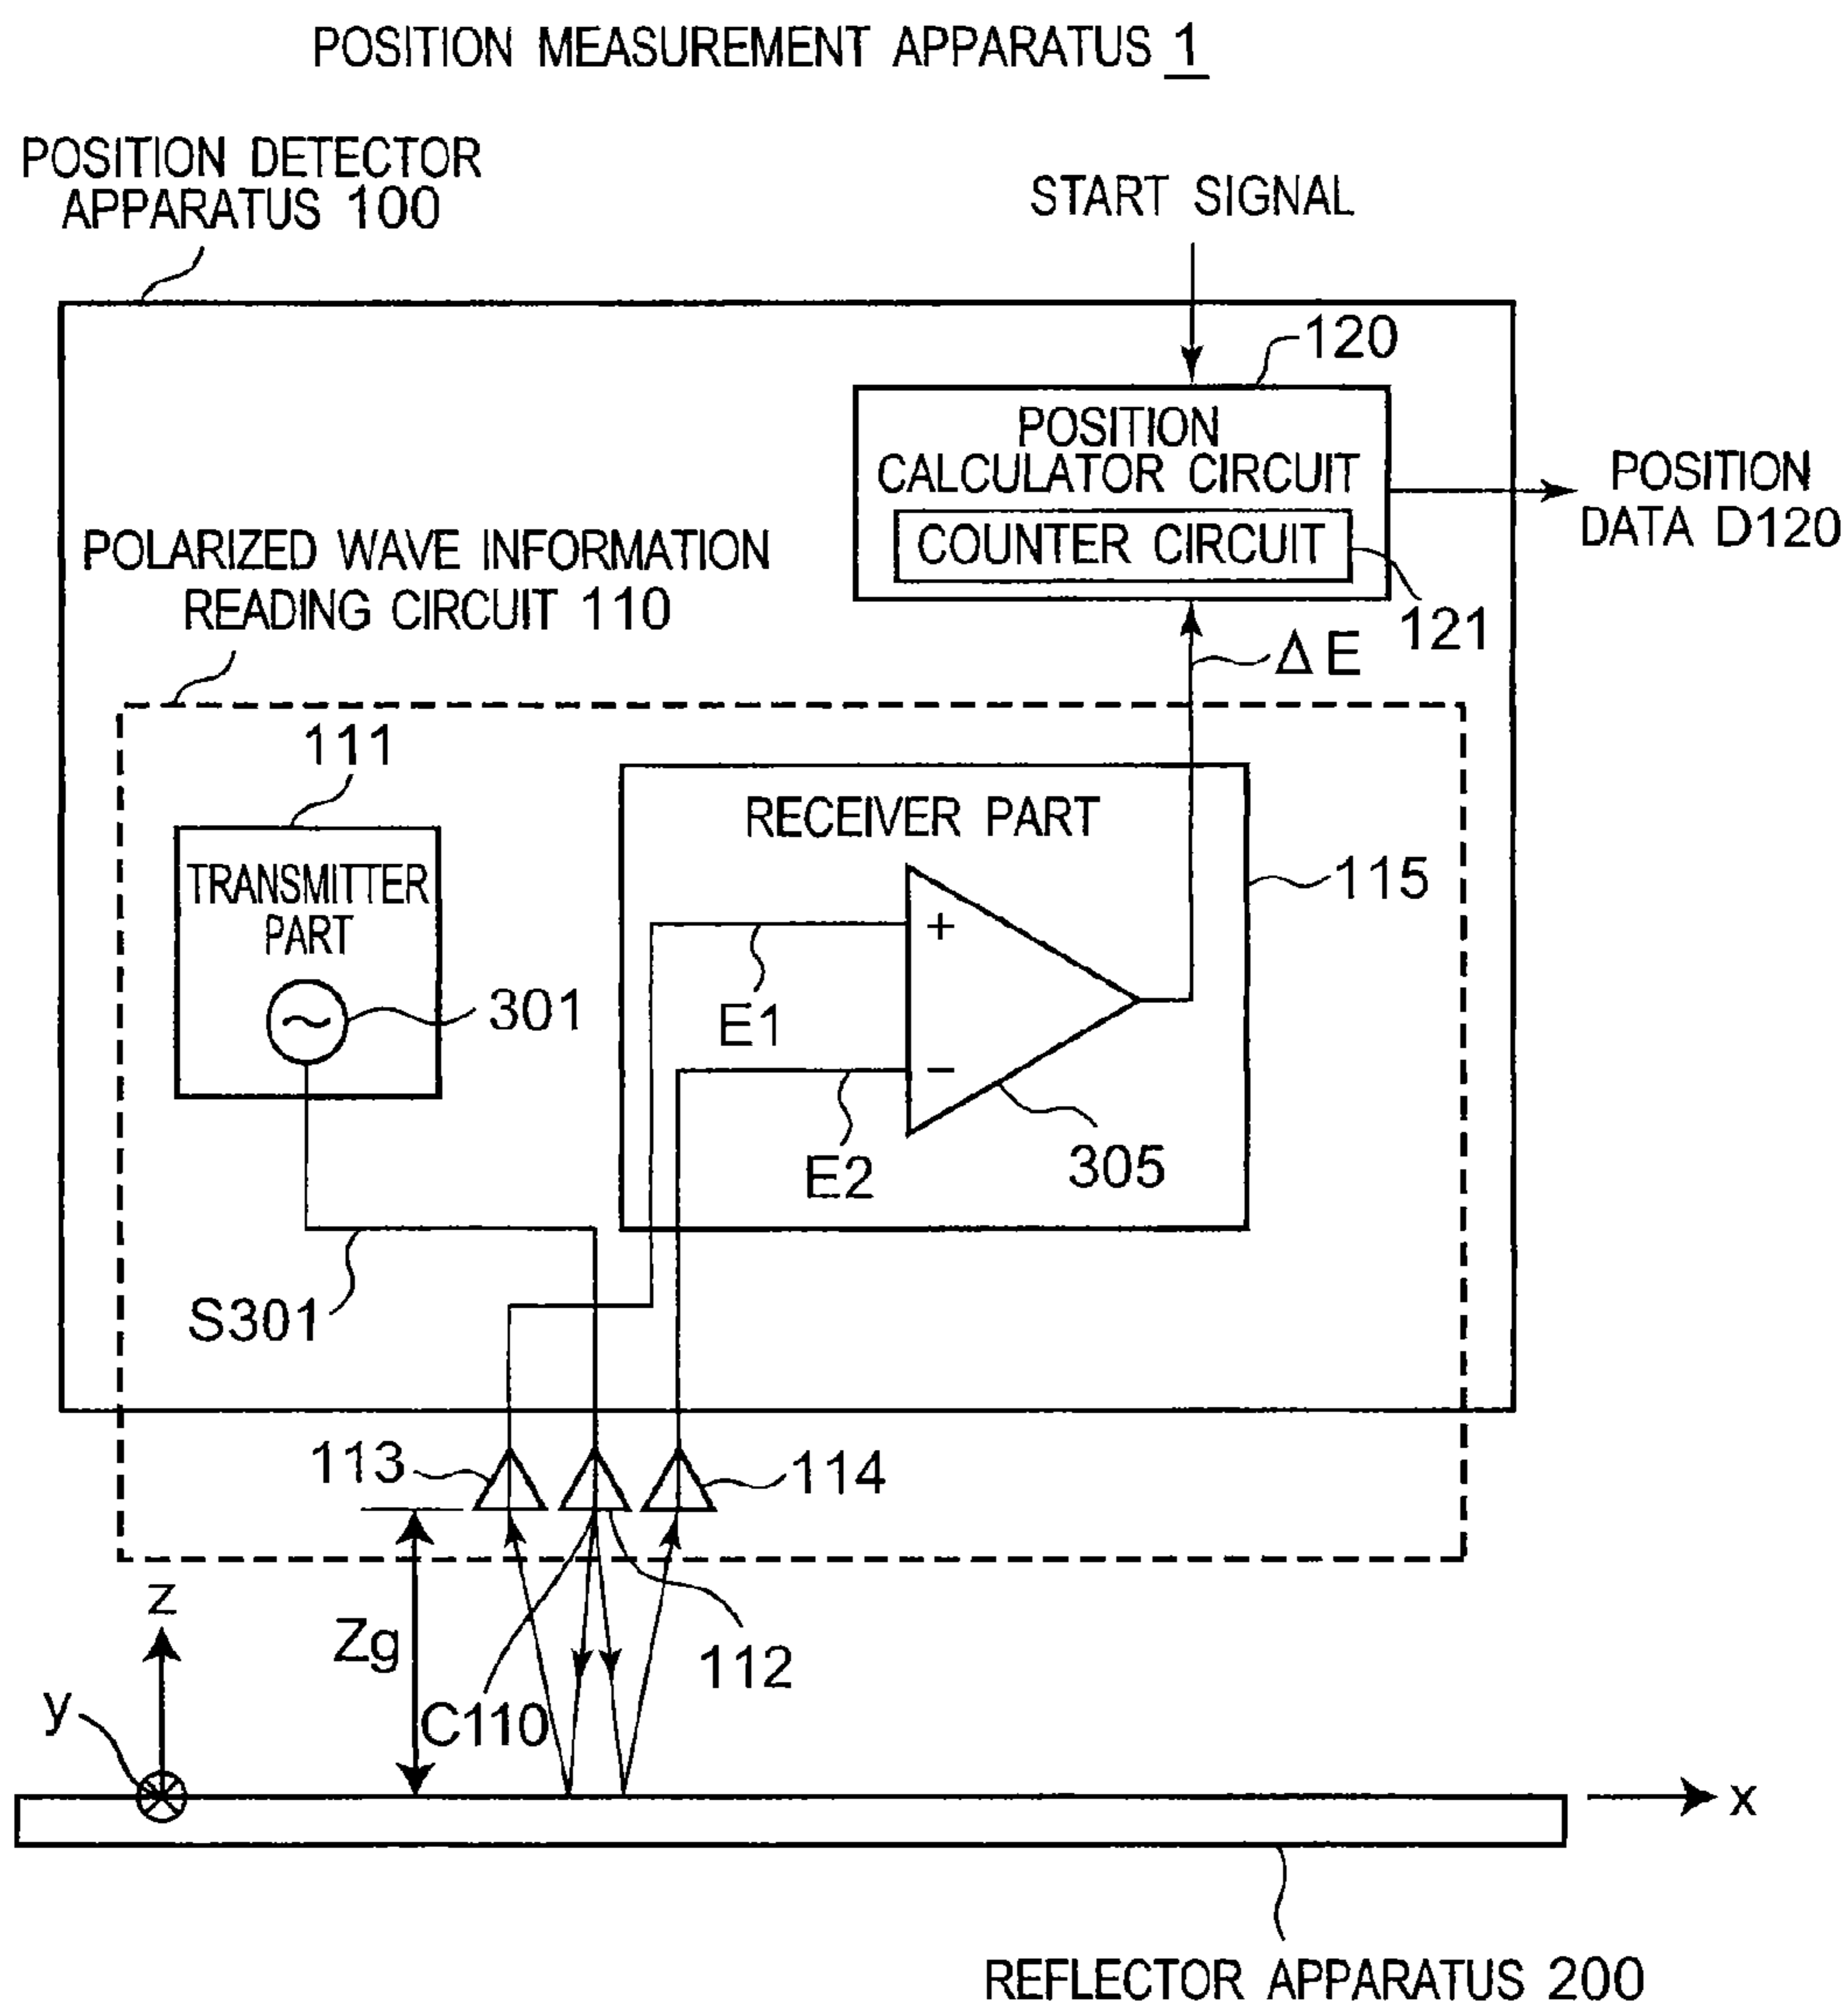 POSITION MEASUREMENT APPARATUS 1
POSITION DETECTOR
APPARATUS 100
START SIGNAL
120
POSITION
CALCULATOR CIRCUIT
COUNTER CIRCUIT
POSITION
DATA D120
121
POLARIZED WAVE INFORMATION
READING CIRCUIT 110
ΔE
111
TRANSMITTER
PART
301
RECEIVER PART
115
+
E1
−
E2
305
S301
113
114
z
Zg
112
C110
y
x
REFLECTOR APPARATUS 200